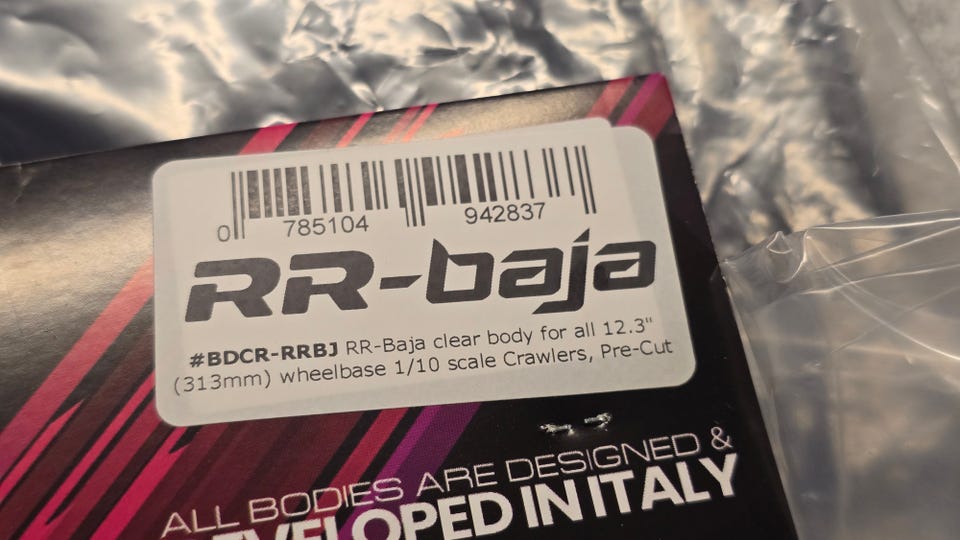 0 785104 942837
RR-baja
#BDCR-RRBJ RR-Baja clear body for all 12.3"
(313mm) wheelbase 1/10 scale Crawlers, Pre-Cut
ALL BODIES ARE DESIGNED &
DEVELOPED IN ITALY